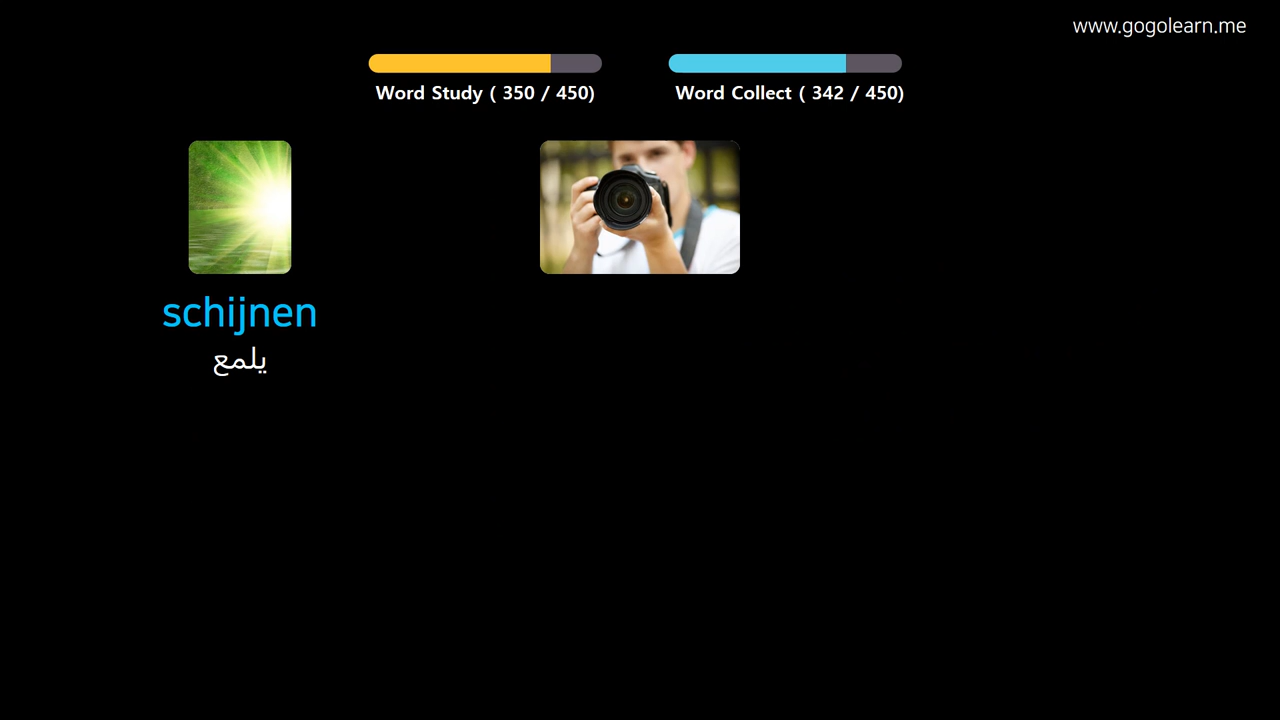 www.gogolearn.me
Word Study ( 350 / 450)
Word Collect ( 342 / 450)
schijnen
يلمع